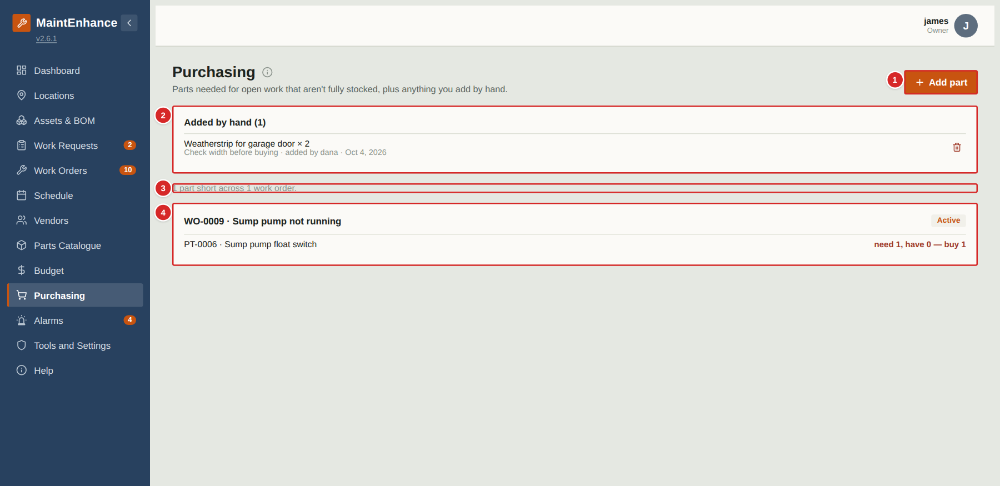 MaintEnhance
v2.6.1
Dashboard
Locations
Assets & BOM
Work Requests 2
Work Orders 10
Schedule
Vendors
Parts Catalogue
Budget
Purchasing
Alarms 4
Tools and Settings
Help
james
Owner
J
Purchasing
Parts needed for open work that aren't fully stocked, plus anything you add by hand.
1 Add part
2
Added by hand (1)
Weatherstrip for garage door × 2
Check width before buying · added by dana · Oct 4, 2026
3
1 part short across 1 work order.
4
WO-0009 · Sump pump not running Active
PT-0006 · Sump pump float switch need 1, have 0 — buy 1